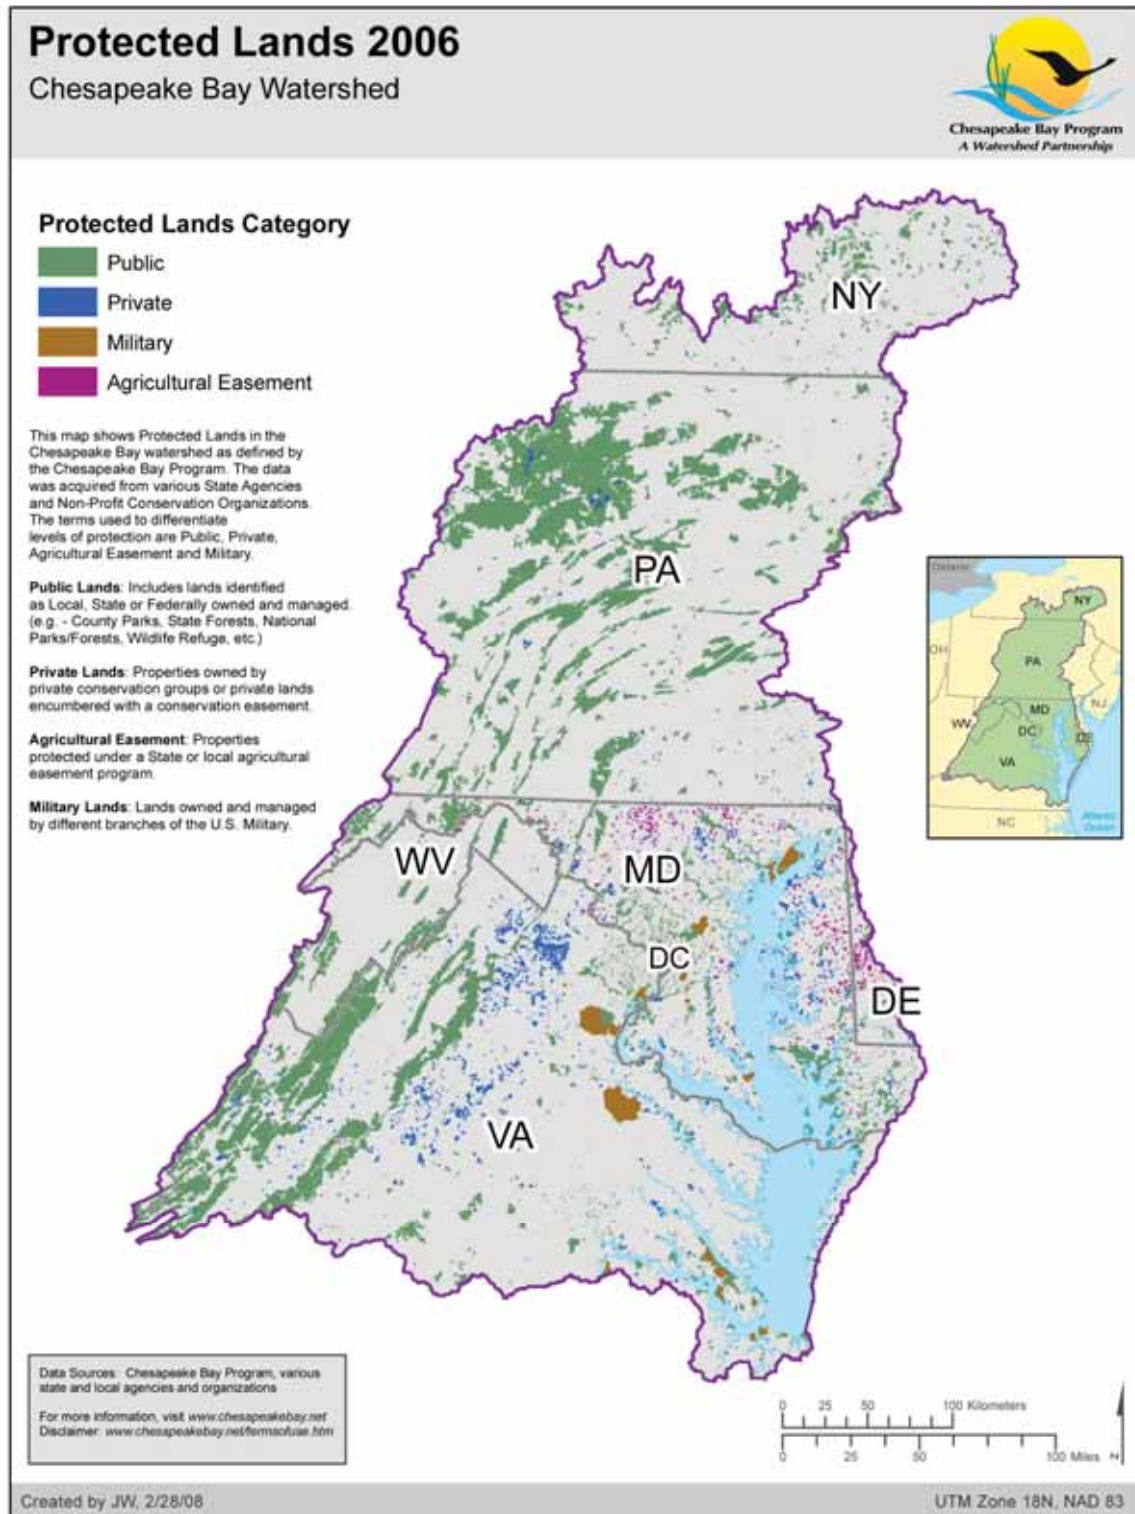 Protected Lands 2006
Chesapeake Bay Watershed
Chesapeake Bay Program
A Watershed Partnership
Protected Lands Category
Public
Private
Military
Agricultural Easement
This map shows Protected Lands in the
Chesapeake Bay watershed as defined by
the Chesapeake Bay Program. The data
was acquired from various State Agencies
and Non-Profit Conservation Organizations.
The terms used to differentiate
levels of protection are Public, Private,
Agricultural Easement and Military.
Public Lands: Includes lands identified
as Local, State or Federally owned and managed.
(e.g. - County Parks, State Forests, National
Parks/Forests, Wildlife Refuge, etc.)
Private Lands: Properties owned by
private conservation groups or private lands
encumbered with a conservation easement.
Agricultural Easement: Properties
protected under a State or local agricultural
easement program.
Military Lands: Lands owned and managed
by different branches of the U.S. Military.
NY
PA
WV
MD
DC
DE
VA
Ontario
NY
OH
PA
NJ
MD
WV
DC
DE
VA
NC
Atlantic
Ocean
Data Sources: Chesapeake Bay Program, various
state and local agencies and organizations
For more information, visit www.chesapeakebay.net
Disclaimer: www.chesapeakebay.net/termsofuse.htm
0 25 50 100 Kilometers
0 25 50 100 Miles
N
Created by JW, 2/28/08
UTM Zone 18N, NAD 83